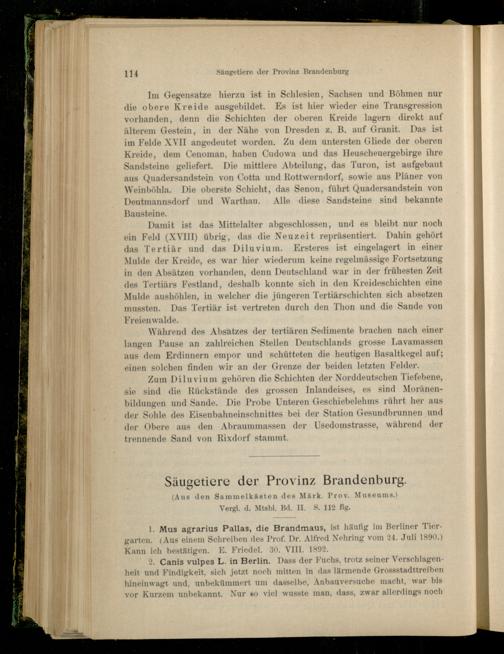 114 Säugetiere der Provinz Brandenburg
Im Gegensatze hierzu ist in Schlesien, Sachsen und Böhmen nur
die obere Kreide ausgebildet. Es ist hier wieder eine Transgression
vorhanden, denn die Schichten der oberen Kreide lagern direkt auf
älterem Gestein, in der Nähe von Dresden z. B. auf Granit. Das ist
im Felde XVII angedeutet worden. Zu dem untersten Gliede der oberen
Kreide, dem Cenoman, haben Cudowa und das Heuscheuergebirge ihre
Sandsteine geliefert. Die mittlere Abteilung, das Turon, ist aufgebaut
aus Quadersandstein von Cotta und Rottwerndorf, sowie aus Pläner von
Weinböhla. Die oberste Schicht, das Senon, führt Quadersandstein von
Deutmannsdorf und Warthau. Alle diese Sandsteine sind bekannte
Bausteine.
Damit ist das Mittelalter abgeschlossen, und es bleibt nur noch
ein Feld (XVIII) übrig, das die Neuzeit repräsentiert. Dahin gehört
das Tertiär und das Diluvium. Ersteres ist eingelagert in einer
Mulde der Kreide, es war hier wiederum keine regelmässige Fortsetzung
in den Absätzen vorhanden, denn Deutschland war in der frühesten Zeit
des Tertiärs Festland, deshalb konnte sich in den Kreideschichten eine
Mulde aushöhlen, in welcher die jüngeren Tertiärschichten sich absetzen
mussten. Das Tertiär ist vertreten durch den Thon und die Sande von
Freienwalde.
Während des Absatzes der tertiären Sedimente brachen nach einer
langen Pause an zahlreichen Stellen Deutschlands grosse Lavamassen
aus dem Erdinnern empor und schütteten die heutigen Basaltkegel auf;
einen solchen finden wir an der Grenze der beiden letzten Felder.
Zum Diluvium gehören die Schichten der Norddeutschen Tiefebene,
sie sind die Rückstände des grossen Inlandeises, es sind Moränen-
bildungen und Sande. Die Probe Unteren Geschiebelehms rührt her aus
der Sohle des Eisenbahneinschnittes bei der Station Gesundbrunnen und
der Obere aus den Abraummassen der Usedomstrasse, während der
trennende Sand von Rixdorf stammt.
Säugetiere der Provinz Brandenburg.
(Aus den Sammelkästen des Märk. Prov. Museums.)
Vergl. d. Mtsbl. Bd. II. S. 112 flg.
1. Mus agrarius Pallas, die Brandmaus, ist häufig im Berliner Tier-
garten. (Aus einem Schreiben des Prof. Dr. Alfred Nehring vom 24. Juli 1890.)
Kann ich bestätigen. E. Friedel. 30. VIII. 1892.
2. Canis vulpes L. in Berlin. Dass der Fuchs, trotz seiner Verschlagen-
heit und Findigkeit, sich jetzt noch mitten in das lärmende Grossstadttreiben
hineinwagt und, unbekümmert um dasselbe, Anbauversuche macht, war bis
vor Kurzem unbekannt. Nur so viel wusste man, dass, zwar allerdings noch